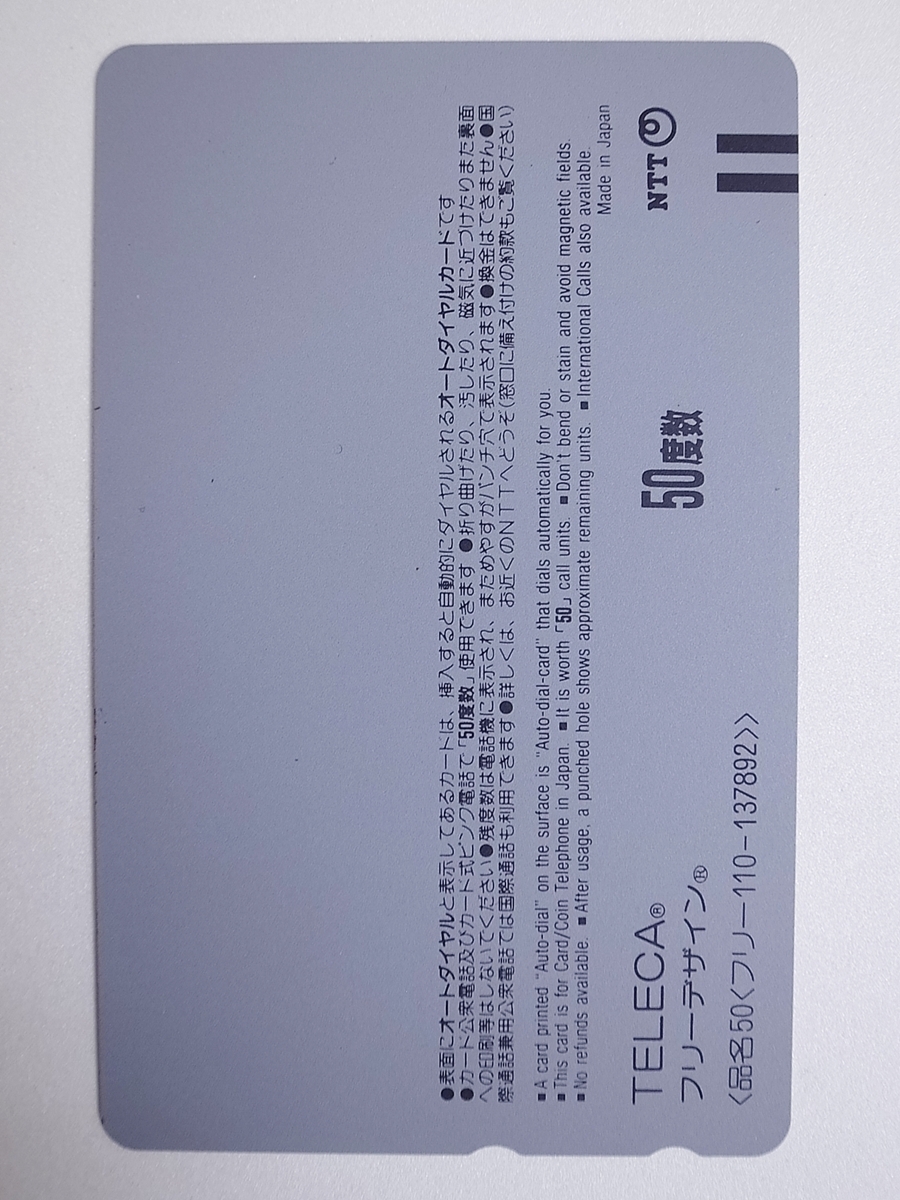 ●表面にオートダイヤルと表示してあるカードは、挿入すると自動的にダイヤルされるオートダイヤルカードです
●カード公衆電話及びカード式ピンク電話で「50度数」使用できます●折り曲げたり、汚したり、磁気に近づけたりまた裏面
への印刷等はしないでください●残度数は電話機に表示され、まためやすがパンチ穴で表示されます●換金はできません●国
際通話兼用公衆電話では国際通話も利用できます●詳しくは、お近くのNTTへどうぞ(窓口に備え付けの約款もご覧ください)
■A card printed "Auto-dial" on the surface is "Auto-dial-card" that dials automatically for you.
■This card is for Card/Coin Telephone in Japan. ■It is worth「50」call units. ■Don't bend or stain and avoid magnetic fields.
■No refunds available. ■After usage, a punched hole shows approximate remaining units. ■International Calls also available.
Made in Japan
TELECA®
フリーデザイン®
50度数
NTT
〈品名50〈フリー110-137892〉〉